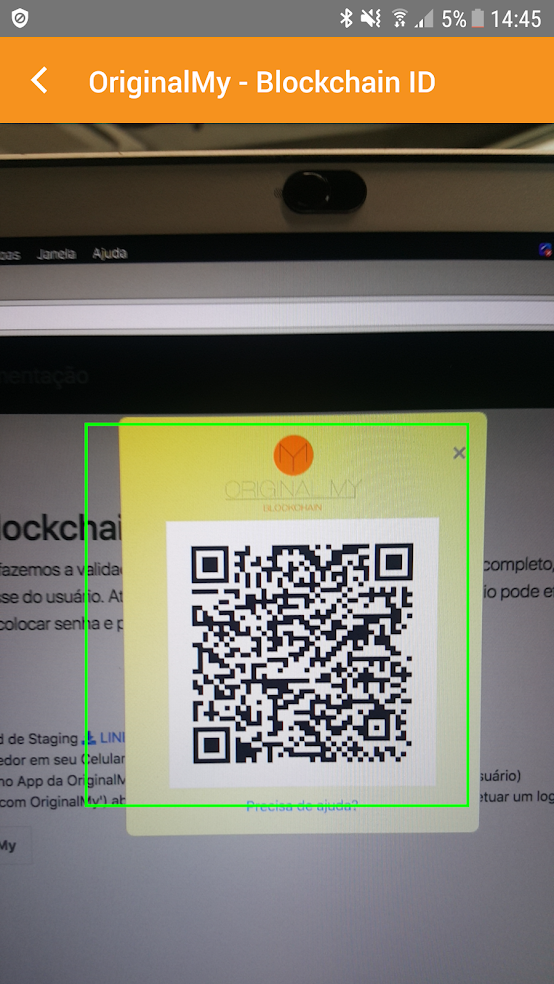 5% 14:45
OriginalMy - Blockchain ID
Janela Ajuda
mentação
ORIGINAL MY
BLOCKCHAIN
lockchai
fazemos a valida completo,
se do usuário. At io pode e
colocar senha e p
d de Staging LIN
edor em seu Celular
no App da OriginalM suário)
com OriginalMy') ab etuar um log
Precisa de ajuda?
My